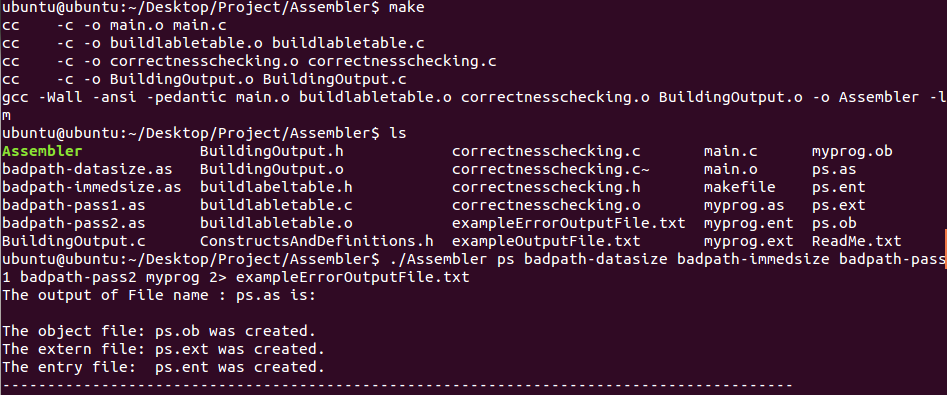 ubuntu@ubuntu:~/Desktop/Project/Assembler$ make
cc    -c -o main.o main.c
cc    -c -o buildlabletable.o buildlabletable.c
cc    -c -o correctnesschecking.o correctnesschecking.c
cc    -c -o BuildingOutput.o BuildingOutput.c
gcc -Wall -ansi -pedantic main.o buildlabletable.o correctnesschecking.o BuildingOutput.o -o Assembler -l
m
ubuntu@ubuntu:~/Desktop/Project/Assembler$ ls
Assembler             BuildingOutput.h          correctnesschecking.c       main.c      myprog.ob
badpath-datasize.as   BuildingOutput.o          correctnesschecking.c~      main.o      ps.as
badpath-immedsize.as  buildlabeltable.h         correctnesschecking.h       makefile    ps.ent
badpath-pass1.as      buildlabletable.c         correctnesschecking.o       myprog.as   ps.ext
badpath-pass2.as      buildlabletable.o         exampleErrorOutputFile.txt  myprog.ent  ps.ob
BuildingOutput.c      ConstructsAndDefinitions.h  exampleOutputFile.txt     myprog.ext  ReadMe.txt
ubuntu@ubuntu:~/Desktop/Project/Assembler$ ./Assembler ps badpath-datasize badpath-immedsize badpath-pass
1 badpath-pass2 myprog 2> exampleErrorOutputFile.txt
The output of File name : ps.as is:

The object file: ps.ob was created.
The extern file: ps.ext was created.
The entry file:  ps.ent was created.
----------------------------------------------------------------------------------------